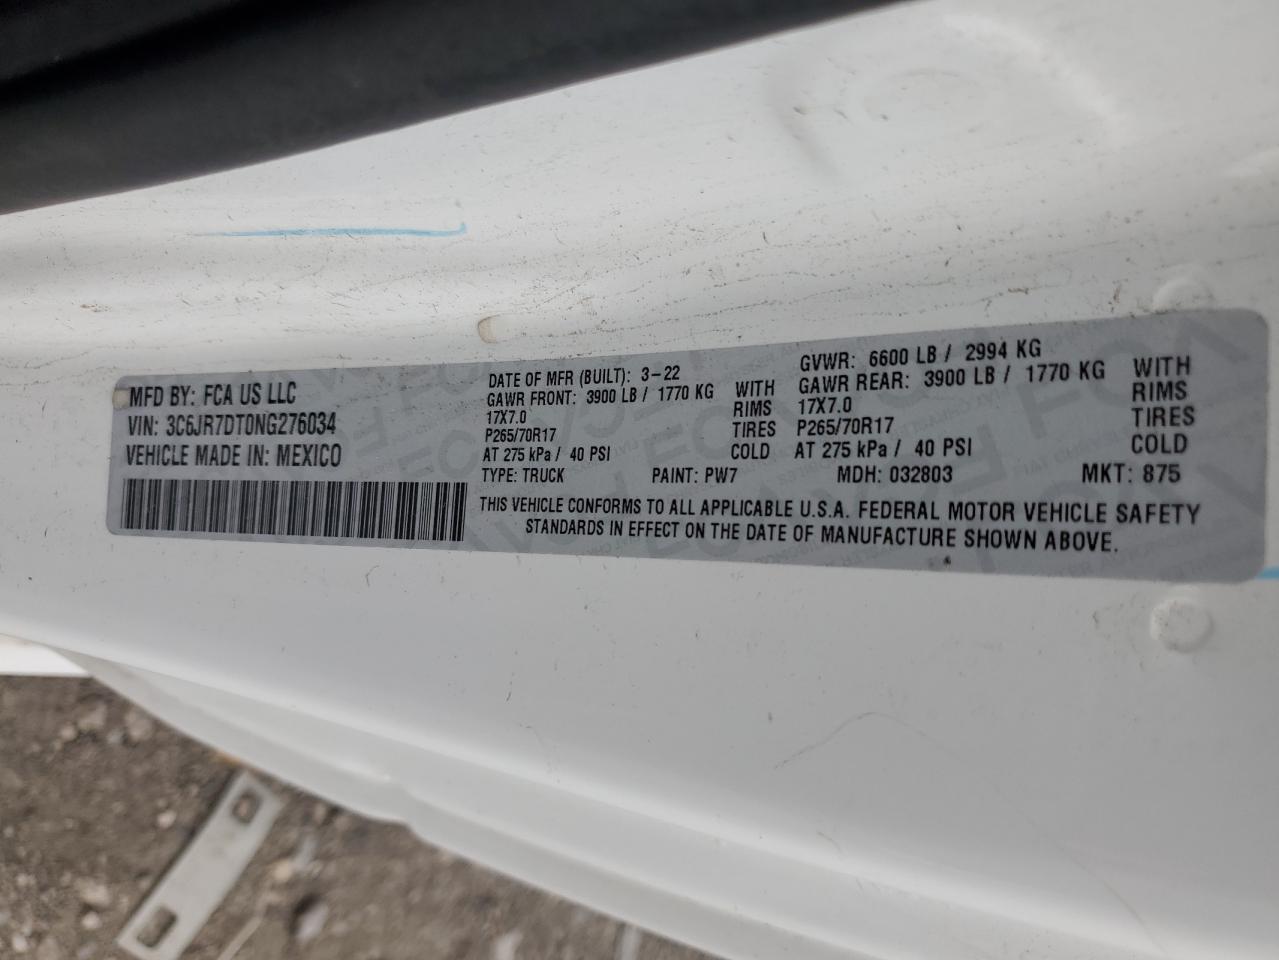 MFD BY: FCA US LLC
VIN: 3C6JR7DT0NG276034
VEHICLE MADE IN: MEXICO
DATE OF MFR (BUILT): 3-22
GAWR FRONT: 3900 LB / 1770 KG WITH
17X7.0 RIMS
P265/70R17 TIRES
AT 275 kPa / 40 PSI COLD
GVWR: 6600 LB / 2994 KG
GAWR REAR: 3900 LB / 1770 KG WITH
17X7.0 RIMS
P265/70R17 TIRES
AT 275 kPa / 40 PSI COLD
TYPE: TRUCK PAINT: PW7 MDH: 032803 MKT: 875
THIS VEHICLE CONFORMS TO ALL APPLICABLE U.S.A. FEDERAL MOTOR VEHICLE SAFETY
STANDARDS IN EFFECT ON THE DATE OF MANUFACTURE SHOWN ABOVE.